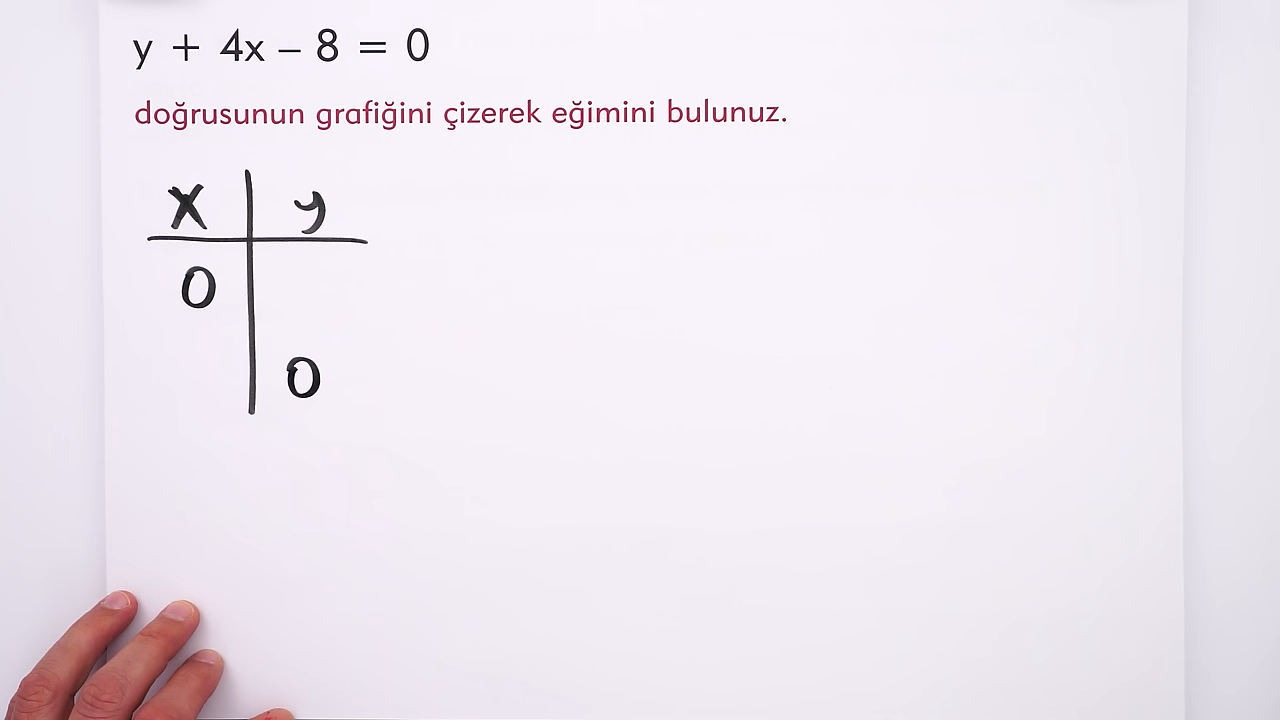 y + 4x – 8 = 0
doğrusunun grafiğini çizerek eğimini bulunuz.
x y
0
0